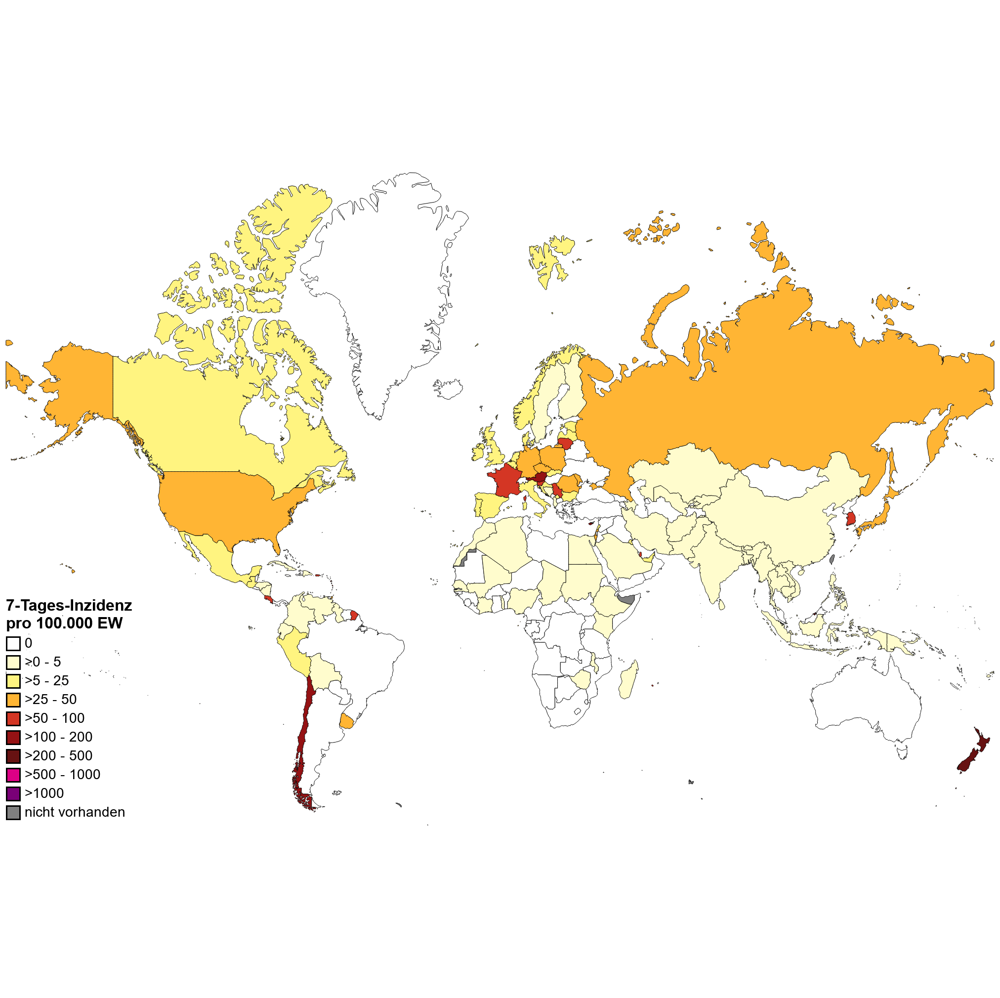 7-Tages-Inzidenz
pro 100.000 EW
0
>0 - 5
>5 - 25
>25 - 50
>50 - 100
>100 - 200
>200 - 500
>500 - 1000
>1000
nicht vorhanden